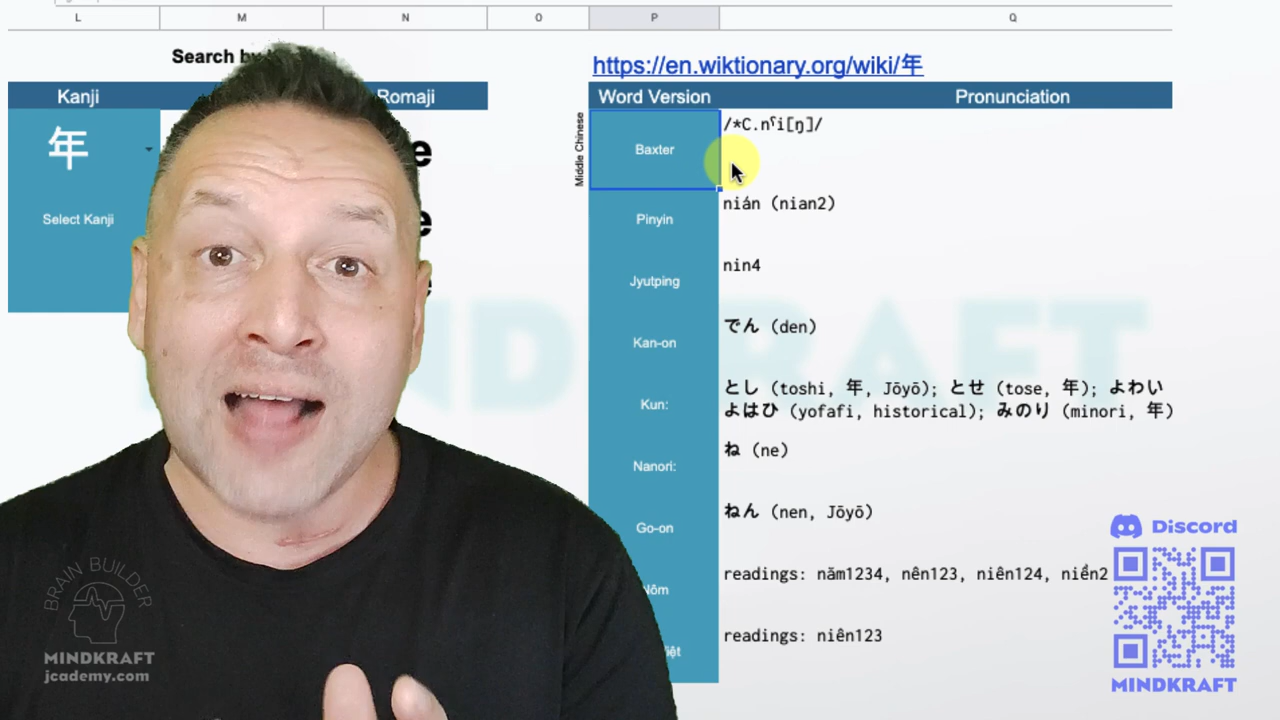 L M N O P Q
Search by
https://en.wiktionary.org/wiki/年
Kanji Romaji Word Version Pronunciation
年
Select Kanji
Middle Chinese
Baxter /*C.nˤi[ŋ]/
Pinyin nián (nian2)
Jyutping nin4
Kan-on でん (den)
Kun: とし (toshi, 年, Jōyō); とせ (tose, 年); よわい
よはひ (yofafi, historical); みのり (minori, 年)
Nanori: ね (ne)
Go-on ねん (nen, Jōyō)
Nôm readings: năm1234, nên123, niên124, niền2
readings: niên123
BRAIN BUILDER
MINDKRAFT
jcademy.com
Discord
MINDKRAFT